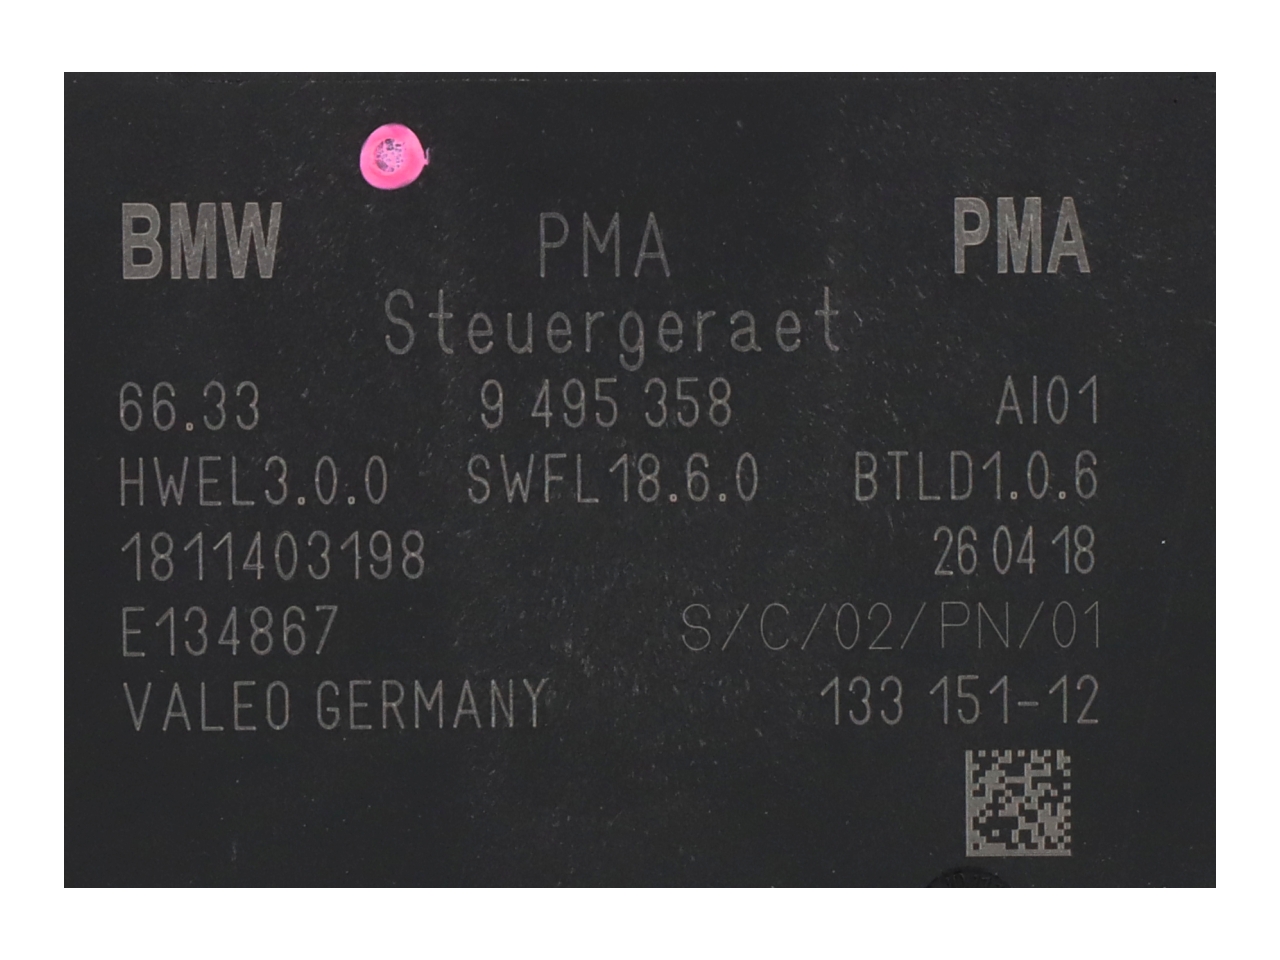 BMW PMA PMA
Steuergeraet
66.33 9 495 358 AI01
HWEL3.0.0 SWFL18.6.0 BTLD1.0.6
1811403198 26 04 18
E134867 S/C/02/PN/01
VALEO GERMANY 133 151-12